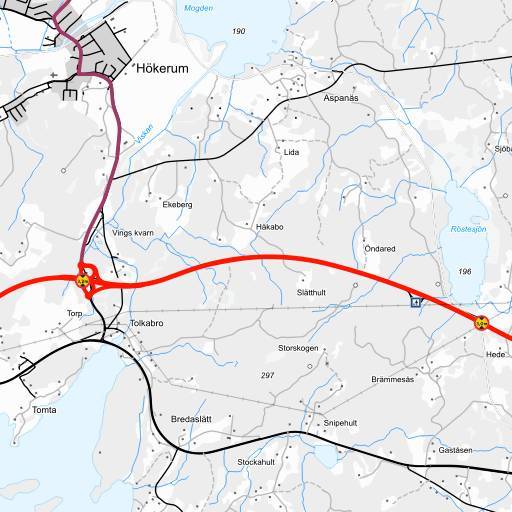 Mogden
190
Hökerum
Aspanäs
Viskan
Lida
Sjöba
Ekeberg
Röstesjön
Vings kvarn
Håkabo
Öndared
196
Slätthult
Torp
Tolkabro
Storskogen
Hede
297
Brämmesås
Tomta
Bredaslätt
Snipehult
Gaståsen
Stockahult